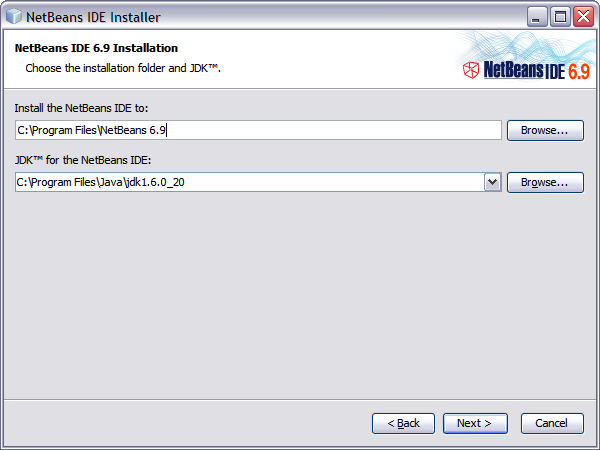 NetBeans IDE Installer
NetBeans IDE 6.9 Installation
Choose the installation folder and JDK™.
NetBeans IDE 6.9
Install the NetBeans IDE to:
C:\Program Files\NetBeans 6.9
Browse...
JDK™ for the NetBeans IDE:
C:\Program Files\Java\jdk1.6.0_20
Browse...
< Back
Next >
Cancel